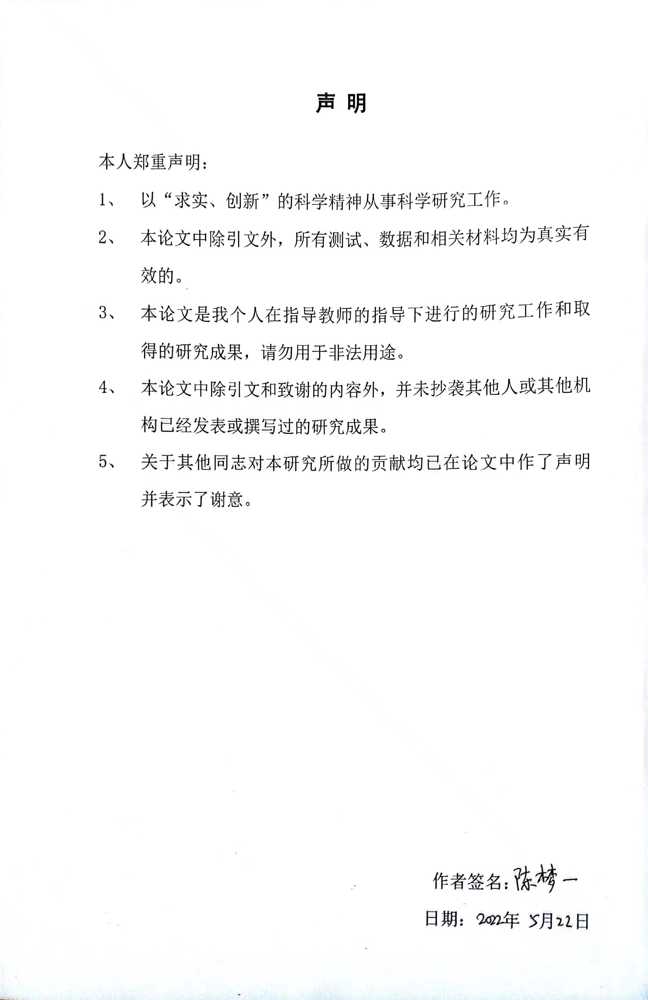 声 明
本人郑重声明：
1、 以“求实、创新”的科学精神从事科学研究工作。
2、 本论文中除引文外，所有测试、数据和相关材料均为真实有
效的。
3、 本论文是我个人在指导教师的指导下进行的研究工作和取
得的研究成果，请勿用于非法用途。
4、 本论文中除引文和致谢的内容外，并未抄袭其他人或其他机
构已经发表或撰写过的研究成果。
5、 关于其他同志对本研究所做的贡献均已在论文中作了声明
并表示了谢意。
作者签名：陈梦一
日期：2022年 5月22日